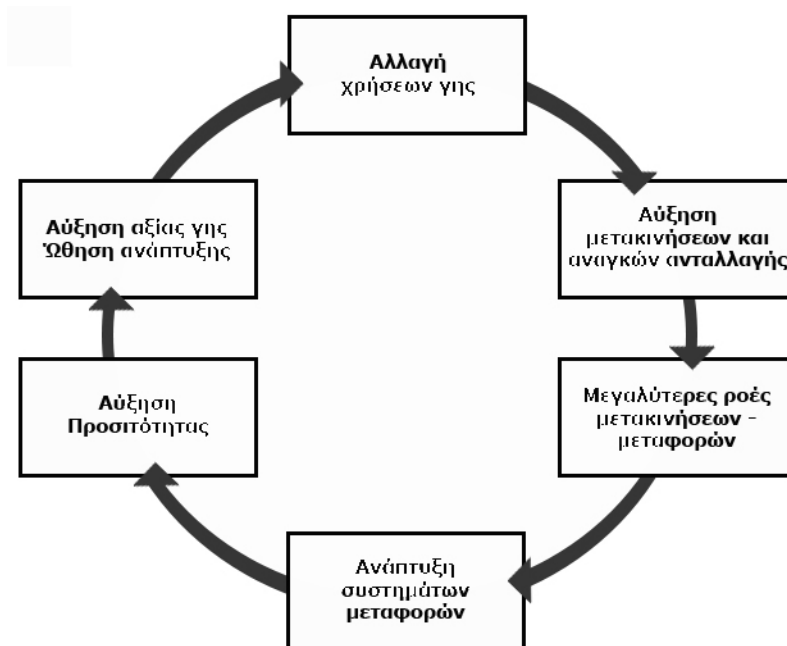 Αλλαγή
χρήσεων γης
Αύξηση
μετακινήσεων και
αναγκών ανταλλαγής
Μεγαλύτερες ροές
μετακινήσεων –
μεταφορών
Ανάπτυξη
συστημάτων
μεταφορών
Αύξηση
Προσιτότητας
Αύξηση αξίας γης
Ώθηση ανάπτυξης